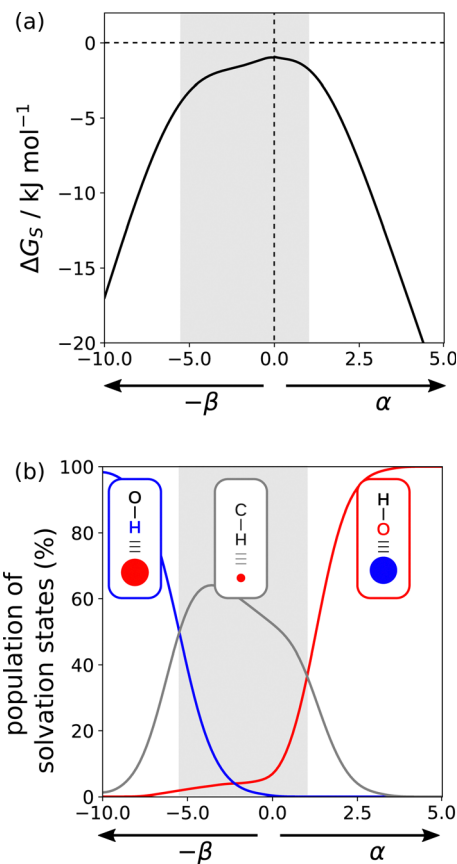 (a)
0
−5
−10
−15
−20
ΔG_S / kJ mol⁻¹
−10.0 −5.0 0.0 2.5 5.0
−β α
(b)
100
80
60
40
20
0
population of
solvation states (%)
O
H
C
H
H
O
−10.0 −5.0 0.0 2.5 5.0
−β α